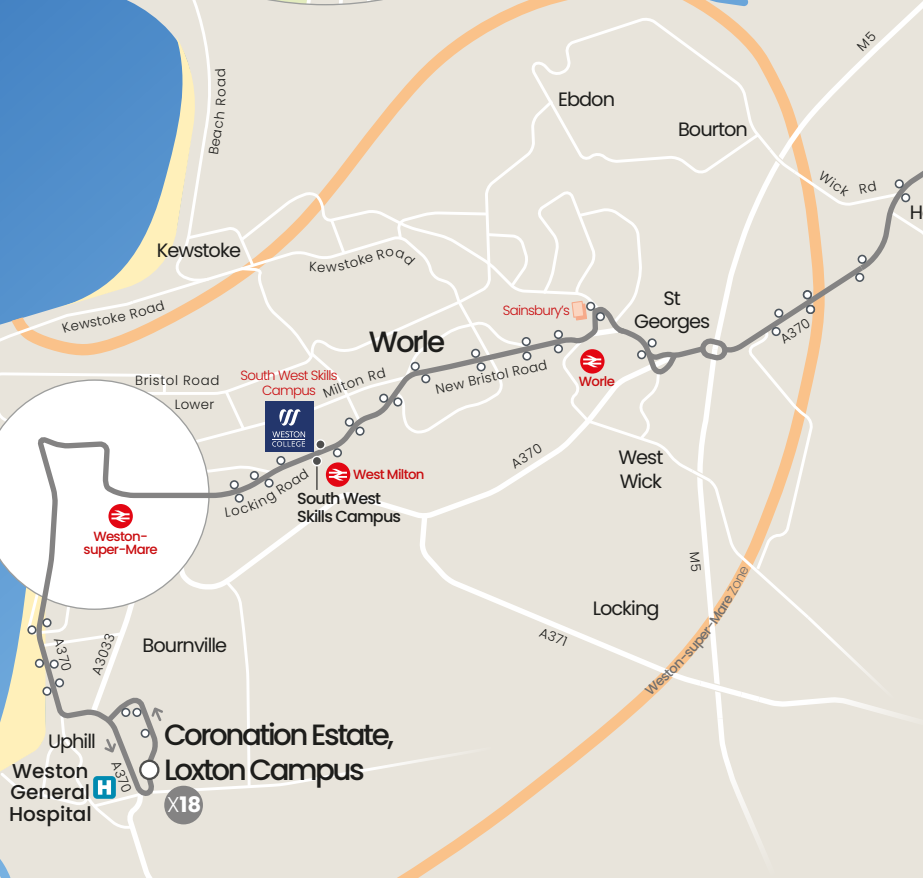 M5
Beach Road
Ebdon
Bourton
Wick Rd
H
Kewstoke
Kewstoke Road
Kewstoke Road
Sainsbury's
St
Georges
A370
Worle
Worle
Bristol Road
Lower
South West Skills
Campus
Milton Rd
New Bristol Road
WESTON
COLLEGE
A370
West
Wick
West Milton
Locking Road
South West
Skills Campus
Weston-
super-Mare
M5
Weston-super-Mare Zone
Locking
A371
A370
A3033
Bournville
Uphill
A370
Coronation Estate,
Loxton Campus
Weston
General
Hospital
H
X18